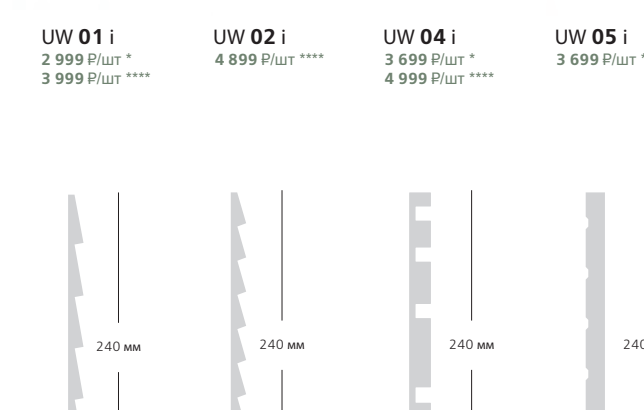 UW 01 i
2 999 ₽/шт *
3 999 ₽/шт ****
UW 02 i
4 899 ₽/шт ****
UW 04 i
3 699 ₽/шт *
4 999 ₽/шт ****
UW 05 i
3 699 ₽/шт *
240 мм
240 мм
240 мм
240